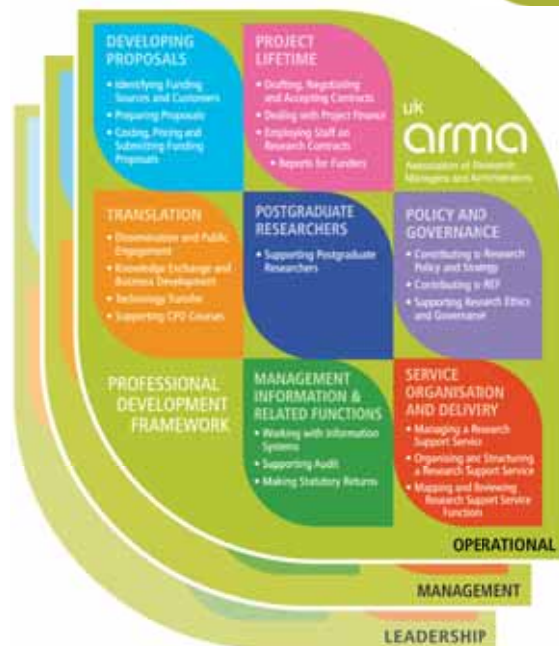 DEVELOPING
PROPOSALS
• Identifying Funding
Sources and Customers
• Preparing Proposals
• Costing, Pricing and
Submitting Funding
Proposals
PROJECT
LIFETIME
• Drafting, Negotiating
and Accepting Contracts
• Dealing with Project Finance
• Employing Staff on
Research Contracts
• Reports for Funders
uk
arma
Association of Research
Managers and Administrators
TRANSLATION
• Dissemination and Public
Engagement
• Knowledge Exchange and
Business Development
• Technology Transfer
• Supporting CPD Courses
POSTGRADUATE
RESEARCHERS
• Supporting Postgraduate
Researchers
POLICY AND
GOVERNANCE
• Contributing to Research
Policy and Strategy
• Contributing to REF
• Supporting Research Ethics
and Governance
PROFESSIONAL
DEVELOPMENT
FRAMEWORK
MANAGEMENT
INFORMATION &
RELATED FUNCTIONS
• Working with Information
Systems
• Supporting Audit
• Making Statutory Returns
SERVICE
ORGANISATION
AND DELIVERY
• Managing a Research
Support Service
• Organising and Structuring
a Research Support Service
• Mapping and Reviewing
Research Support Service
Functions
OPERATIONAL
MANAGEMENT
LEADERSHIP